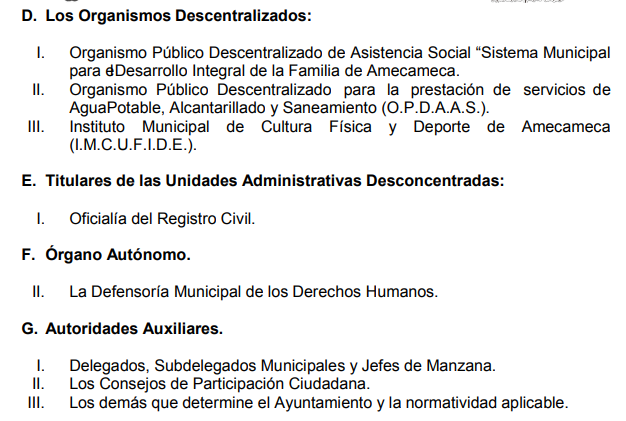 D. Los Organismos Descentralizados:
I. Organismo Público Descentralizado de Asistencia Social “Sistema Municipal
para elDesarrollo Integral de la Familia de Amecameca.
II. Organismo Público Descentralizado para la prestación de servicios de
AguaPotable, Alcantarillado y Saneamiento (O.P.D.A.A.S.).
III. Instituto Municipal de Cultura Física y Deporte de Amecameca
(I.M.C.U.F.I.D.E.).
E. Titulares de las Unidades Administrativas Desconcentradas:
I. Oficialía del Registro Civil.
F. Órgano Autónomo.
II. La Defensoría Municipal de los Derechos Humanos.
G. Autoridades Auxiliares.
I. Delegados, Subdelegados Municipales y Jefes de Manzana.
II. Los Consejos de Participación Ciudadana.
III. Los demás que determine el Ayuntamiento y la normatividad aplicable.